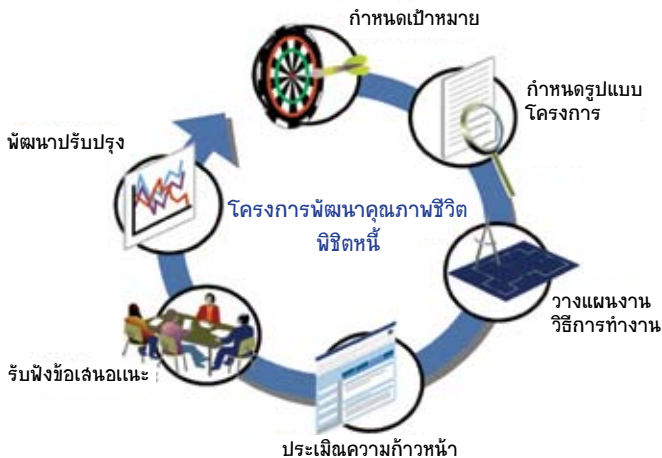 กำหนดเป้าหมาย
กำหนดรูปแบบ
โครงการ
วางแผนงาน
วิธีการทำงาน
ประเมิณความก้าวหน้า
รับฟังข้อเสนอแนะ
พัฒนาปรับปรุง
โครงการพัฒนาคุณภาพชีวิต
พิชิตหนี้